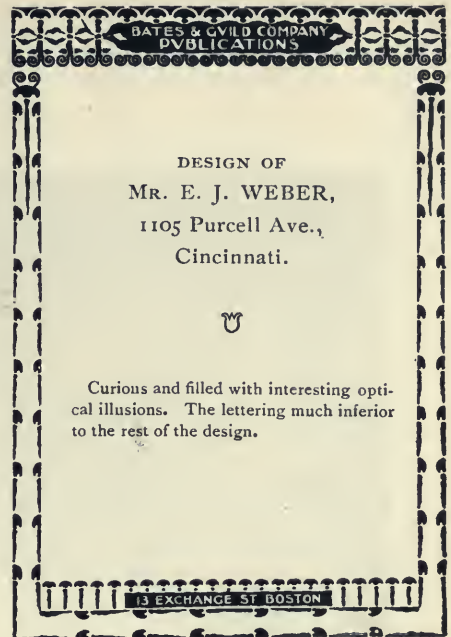 BATES & GVILD COMPANY
PVBLICATIONS
DESIGN OF
MR. E. J. WEBER,
1105 Purcell Ave.,
Cincinnati.
Curious and filled with interesting opti-
cal illusions. The lettering much inferior
to the rest of the design.
13 EXCHANGE ST BOSTON